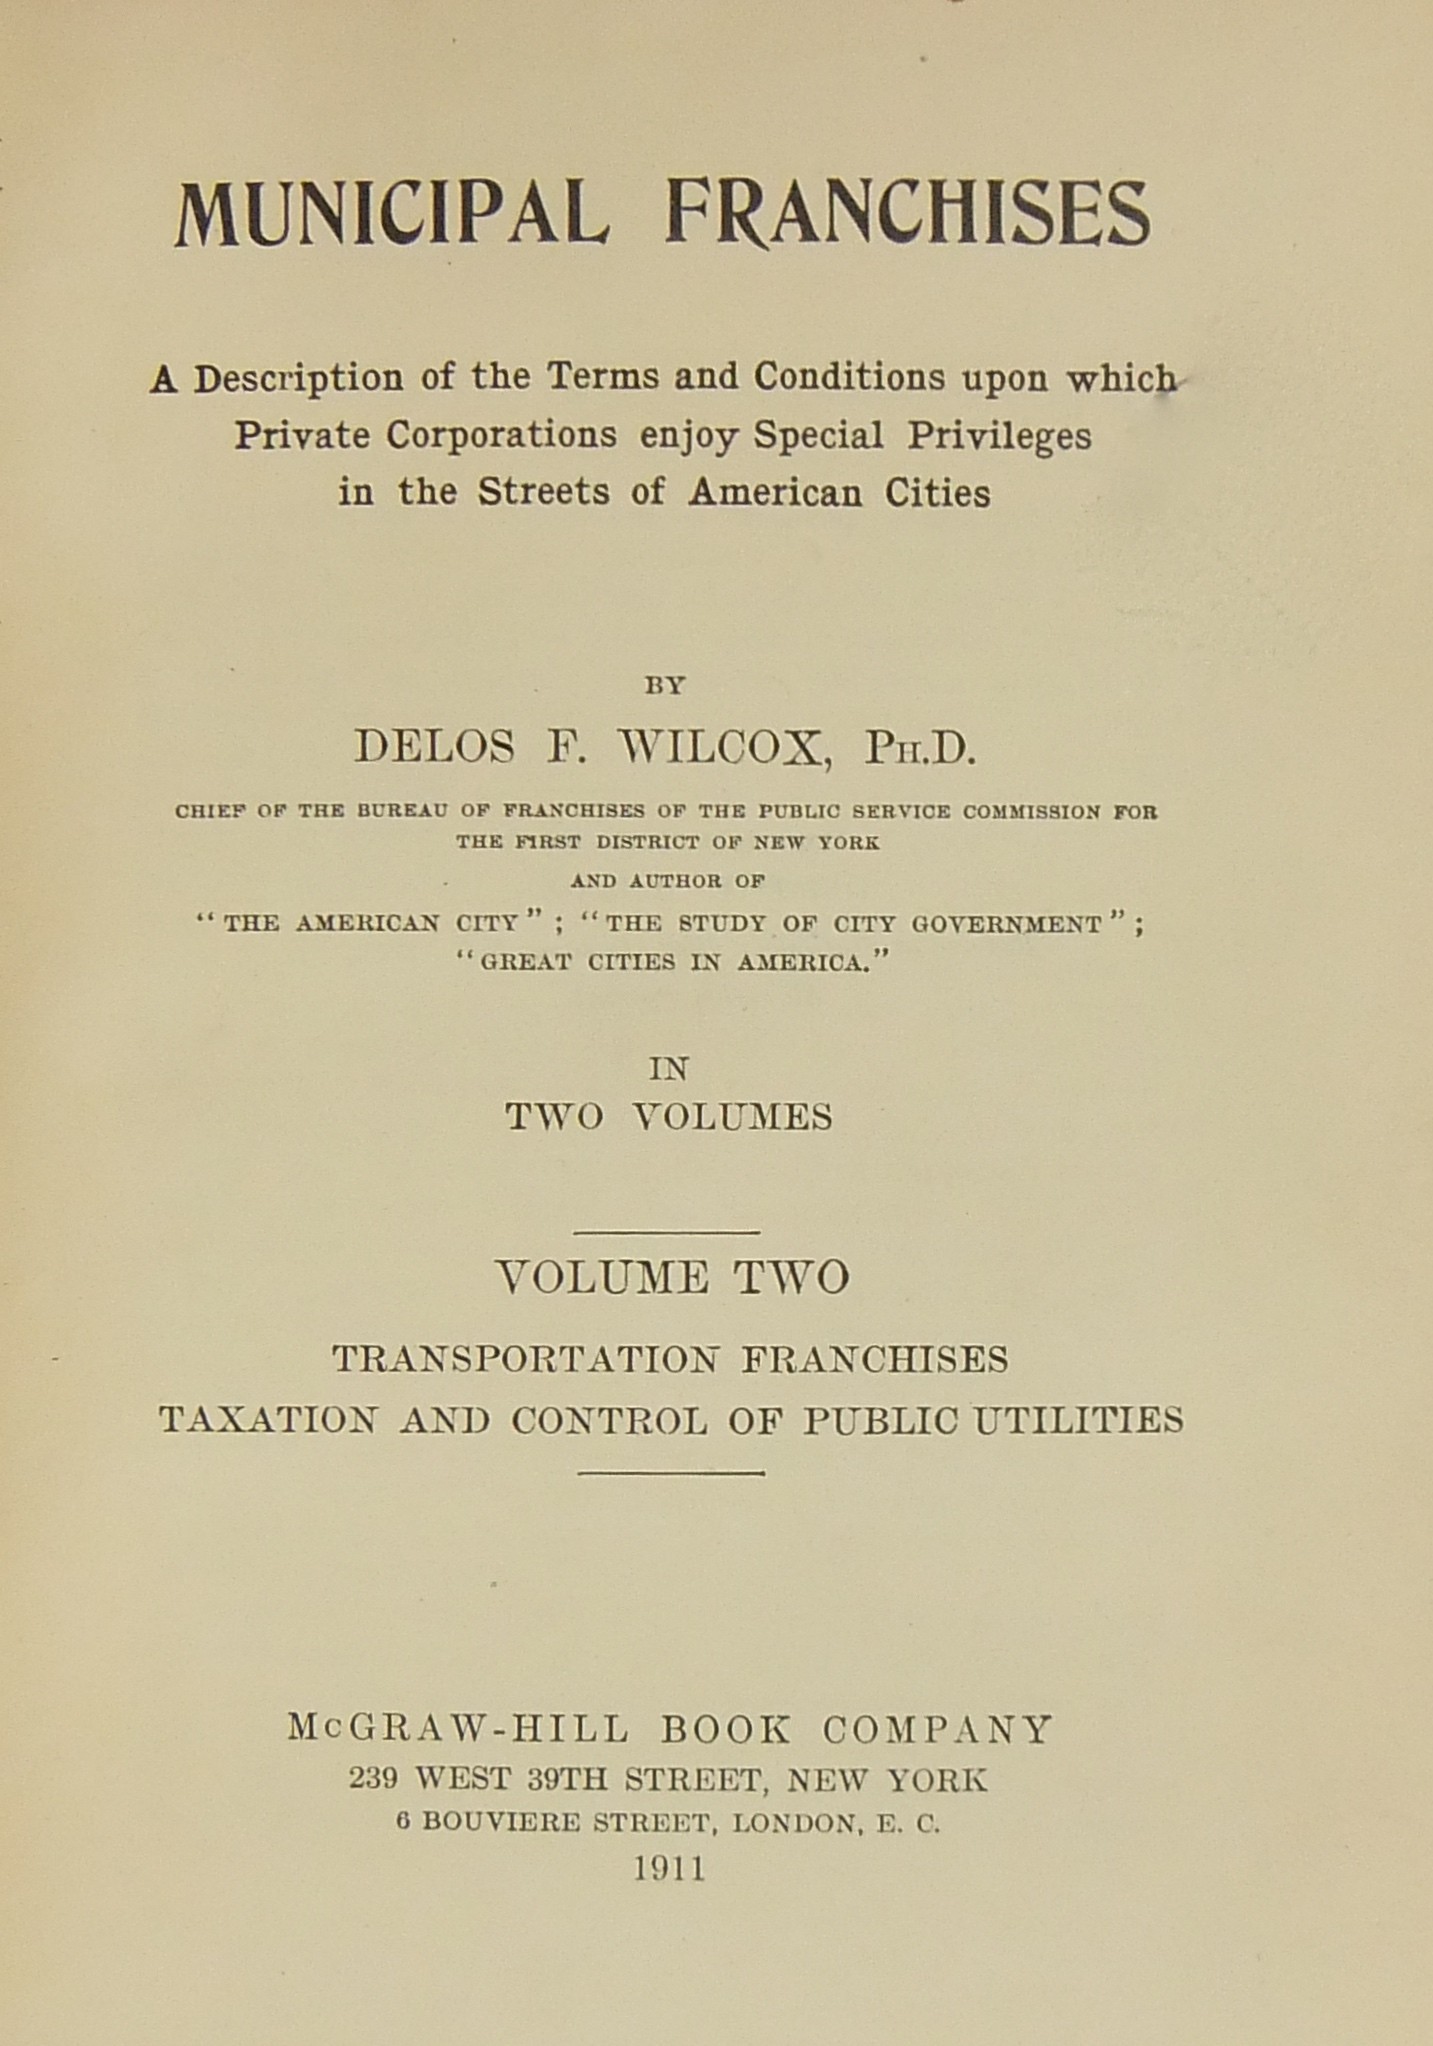 MUNICIPAL FRANCHISES
A Description of the Terms and Conditions upon which
Private Corporations enjoy Special Privileges
in the Streets of American Cities
BY
DELOS F. WILCOX, PH.D.
CHIEF OF THE BUREAU OF FRANCHISES OF THE PUBLIC SERVICE COMMISSION FOR
THE FIRST DISTRICT OF NEW YORK
AND AUTHOR OF
"THE AMERICAN CITY"; "THE STUDY OF CITY GOVERNMENT";
"GREAT CITIES IN AMERICA."
IN
TWO VOLUMES
VOLUME TWO
TRANSPORTATION FRANCHISES
TAXATION AND CONTROL OF PUBLIC UTILITIES
McGRAW-HILL BOOK COMPANY
239 WEST 39TH STREET, NEW YORK
6 BOUVIERE STREET, LONDON, E. C.
1911